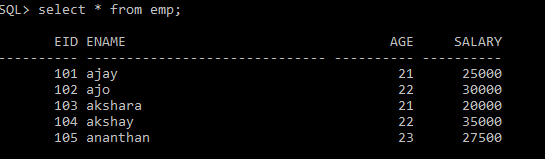 SQL> select * from emp;
EID ENAME AGE SALARY
---------- ------------------------------ ---------- ----------
101 ajay 21 25000
102 ajo 22 30000
103 akshara 21 20000
104 akshay 22 35000
105 ananthan 23 27500